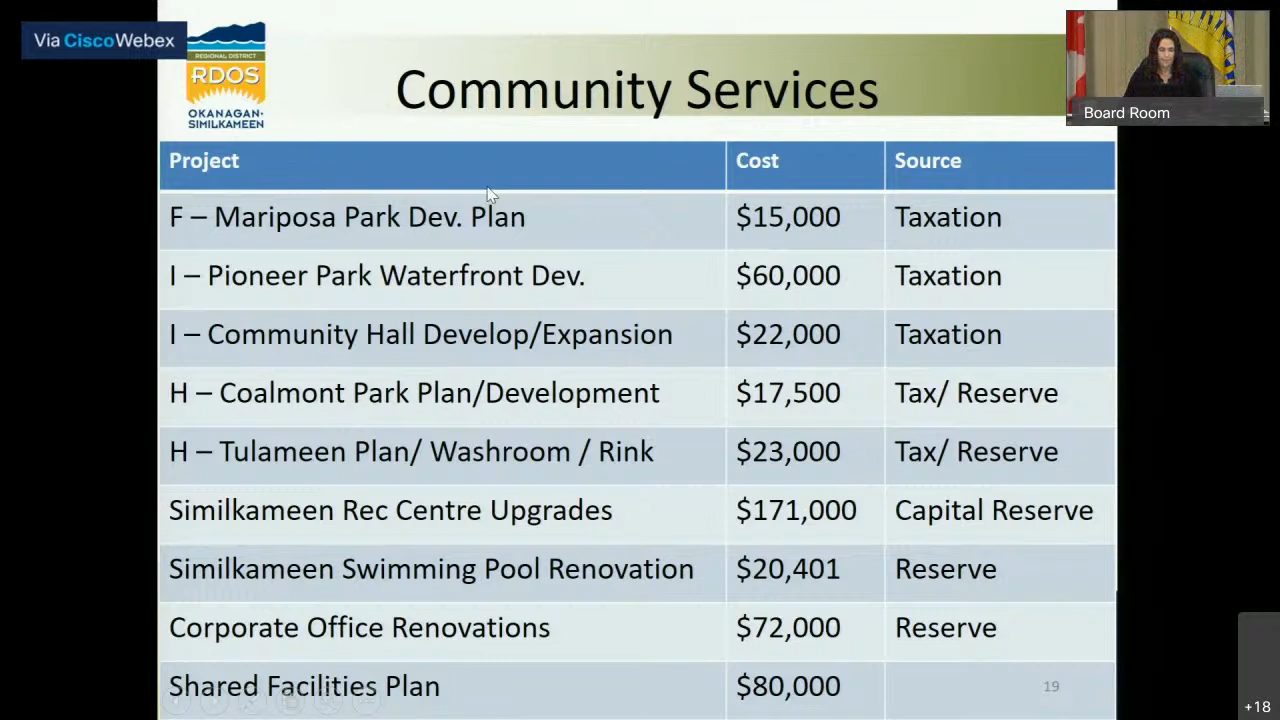 Via Cisco Webex
REGIONAL DISTRICT
RDOS
OKANAGAN-
SIMILKAMEEN
Community Services
Board Room
Project Cost Source
F – Mariposa Park Dev. Plan $15,000 Taxation
I – Pioneer Park Waterfront Dev. $60,000 Taxation
I – Community Hall Develop/Expansion $22,000 Taxation
H – Coalmont Park Plan/Development $17,500 Tax/ Reserve
H – Tulameen Plan/ Washroom / Rink $23,000 Tax/ Reserve
Similkameen Rec Centre Upgrades $171,000 Capital Reserve
Similkameen Swimming Pool Renovation $20,401 Reserve
Corporate Office Renovations $72,000 Reserve
Shared Facilities Plan $80,000
19
+18